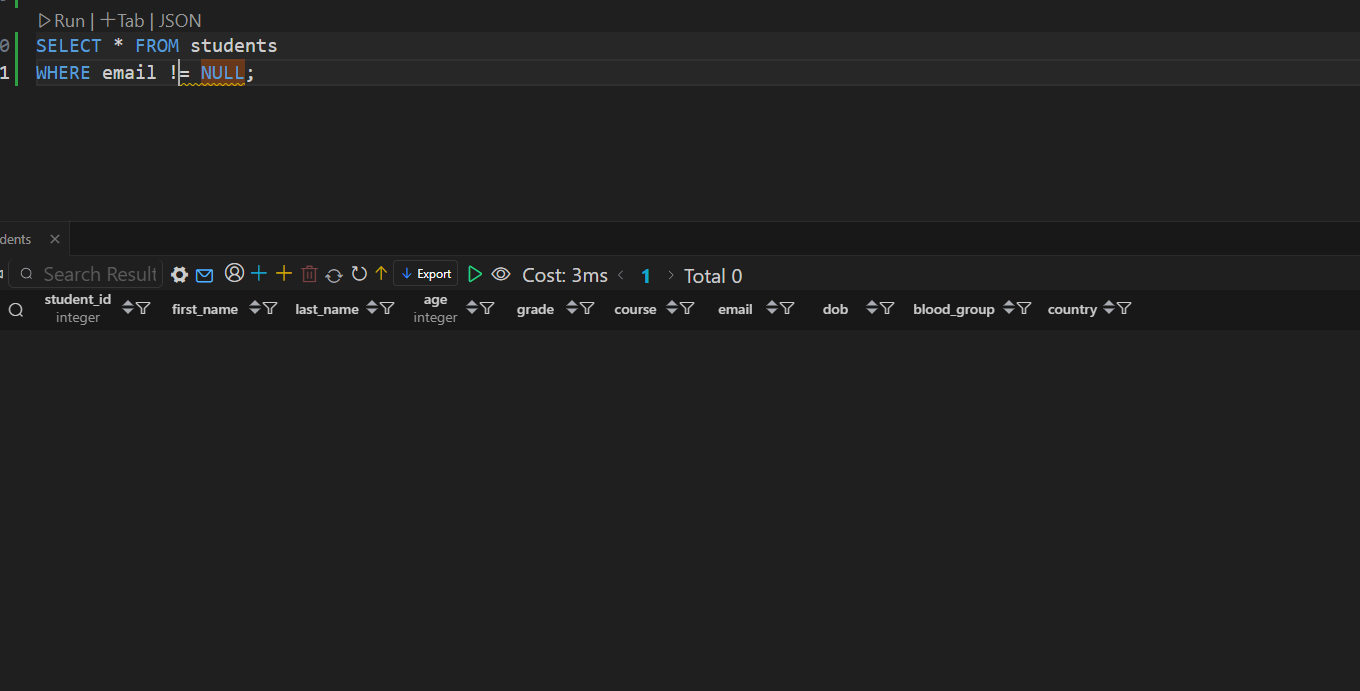 Run | +Tab | JSON
0 SELECT * FROM students
1 WHERE email != NULL;
dents ×
Search Result Export Cost: 3ms < 1 > Total 0
student_id first_name last_name age grade course email dob blood_group country
integer integer